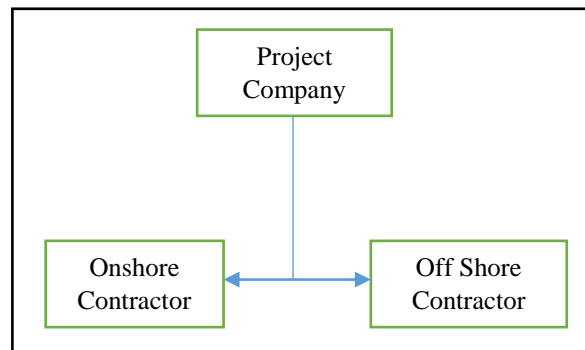 Project
Company
Onshore
Contractor
Off Shore
Contractor